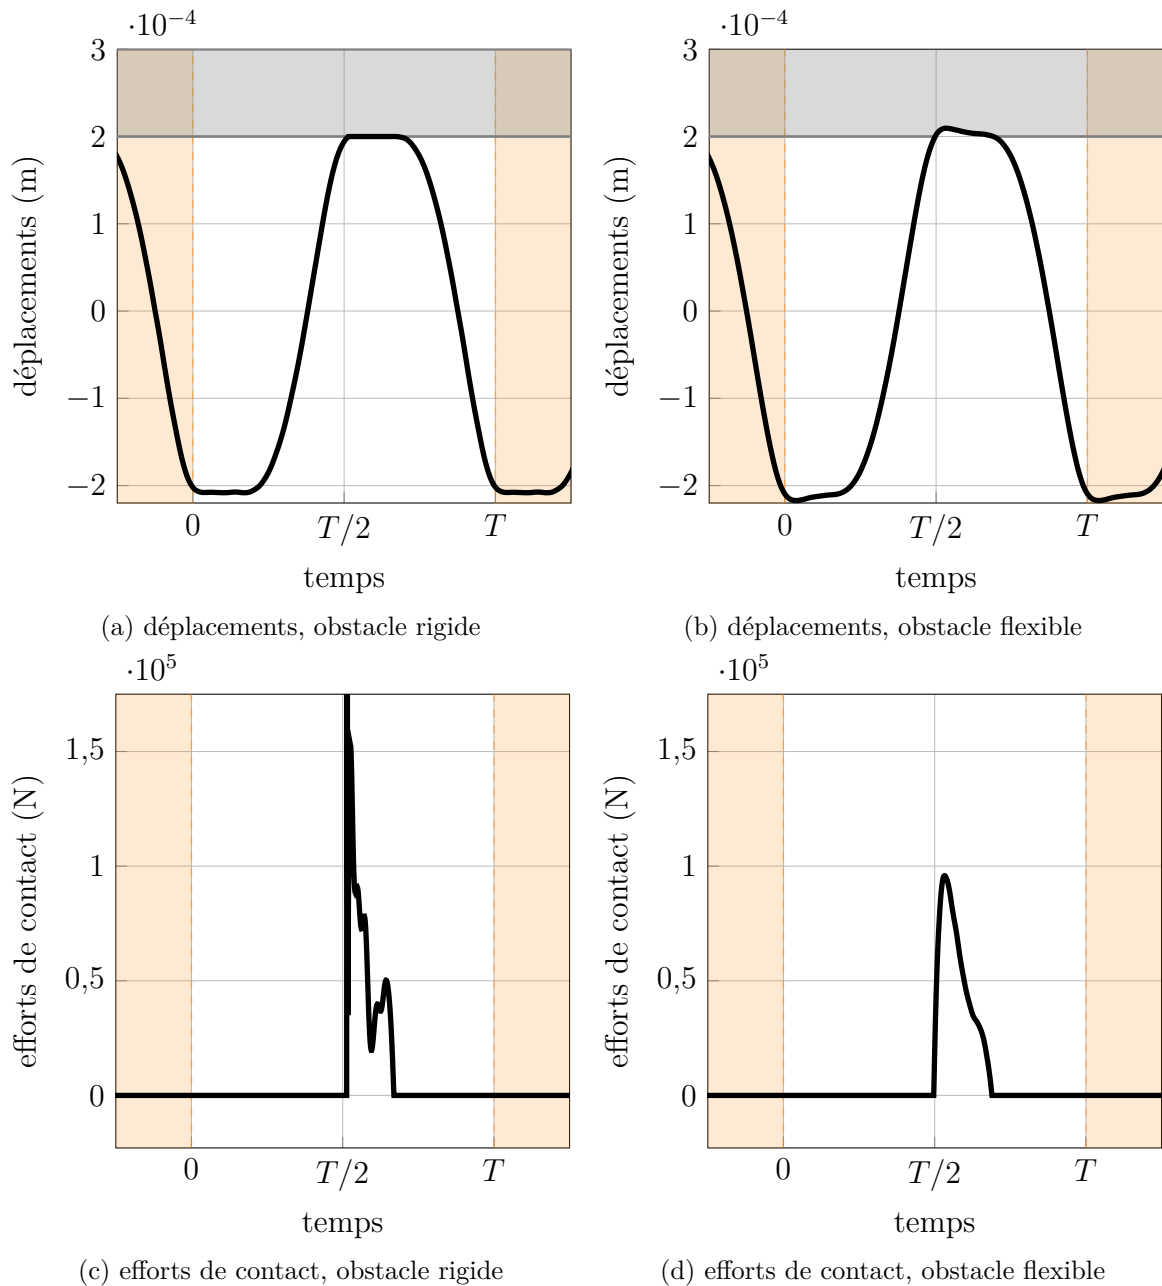 ·10⁻⁴
3
2
1
0
−1
−2
déplacements (m)
0
T/2
T
temps
(a) déplacements, obstacle rigide
·10⁻⁴
3
2
1
0
−1
−2
déplacements (m)
0
T/2
T
temps
(b) déplacements, obstacle flexible
·10⁵
1,5
1
0,5
0
efforts de contact (N)
0
T/2
T
temps
(c) efforts de contact, obstacle rigide
·10⁵
1,5
1
0,5
0
efforts de contact (N)
0
T/2
T
temps
(d) efforts de contact, obstacle flexible